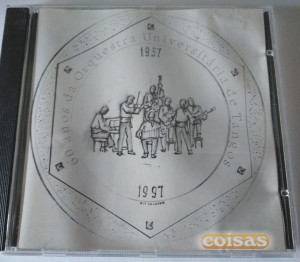 60 anos da Orquestra Universitária de Tangos
1937
1997
coisas